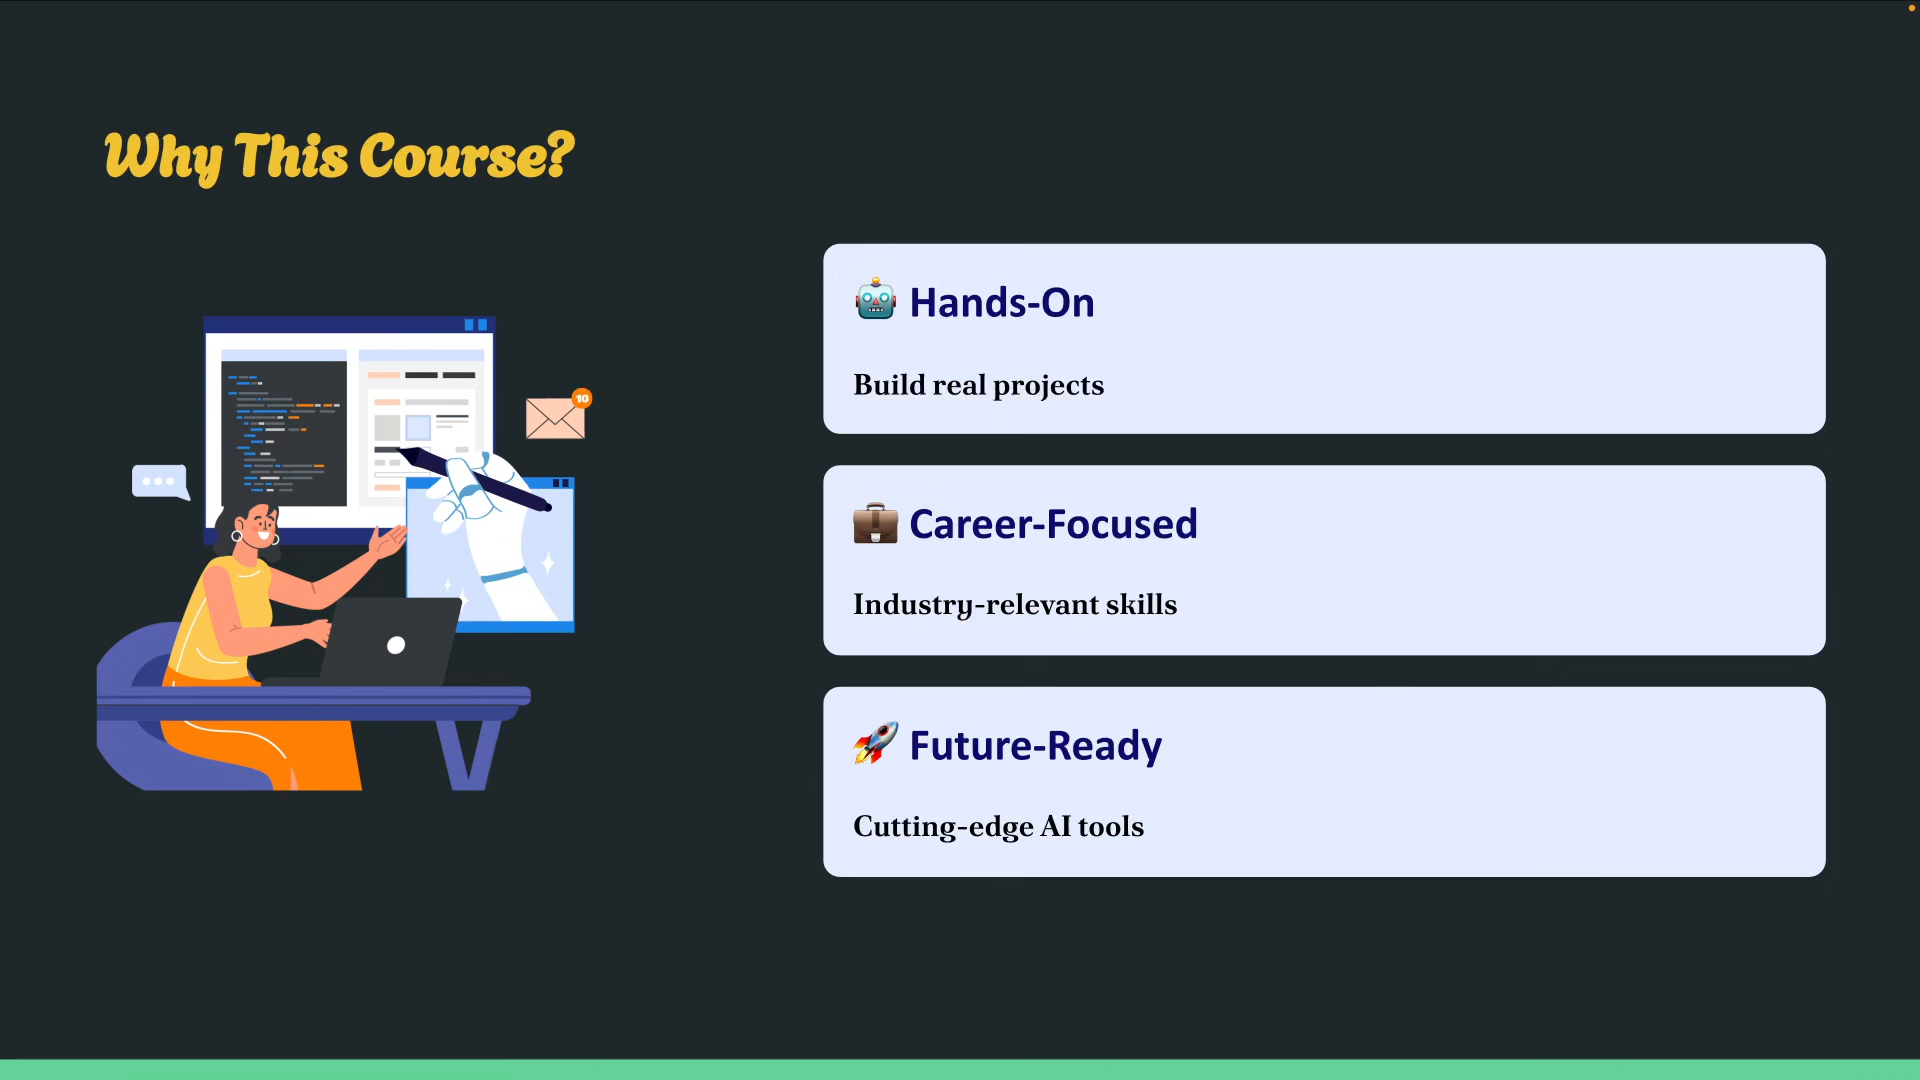 Why This Course?
10
🤖 Hands-On
Build real projects
💼 Career-Focused
Industry-relevant skills
🚀 Future-Ready
Cutting-edge AI tools